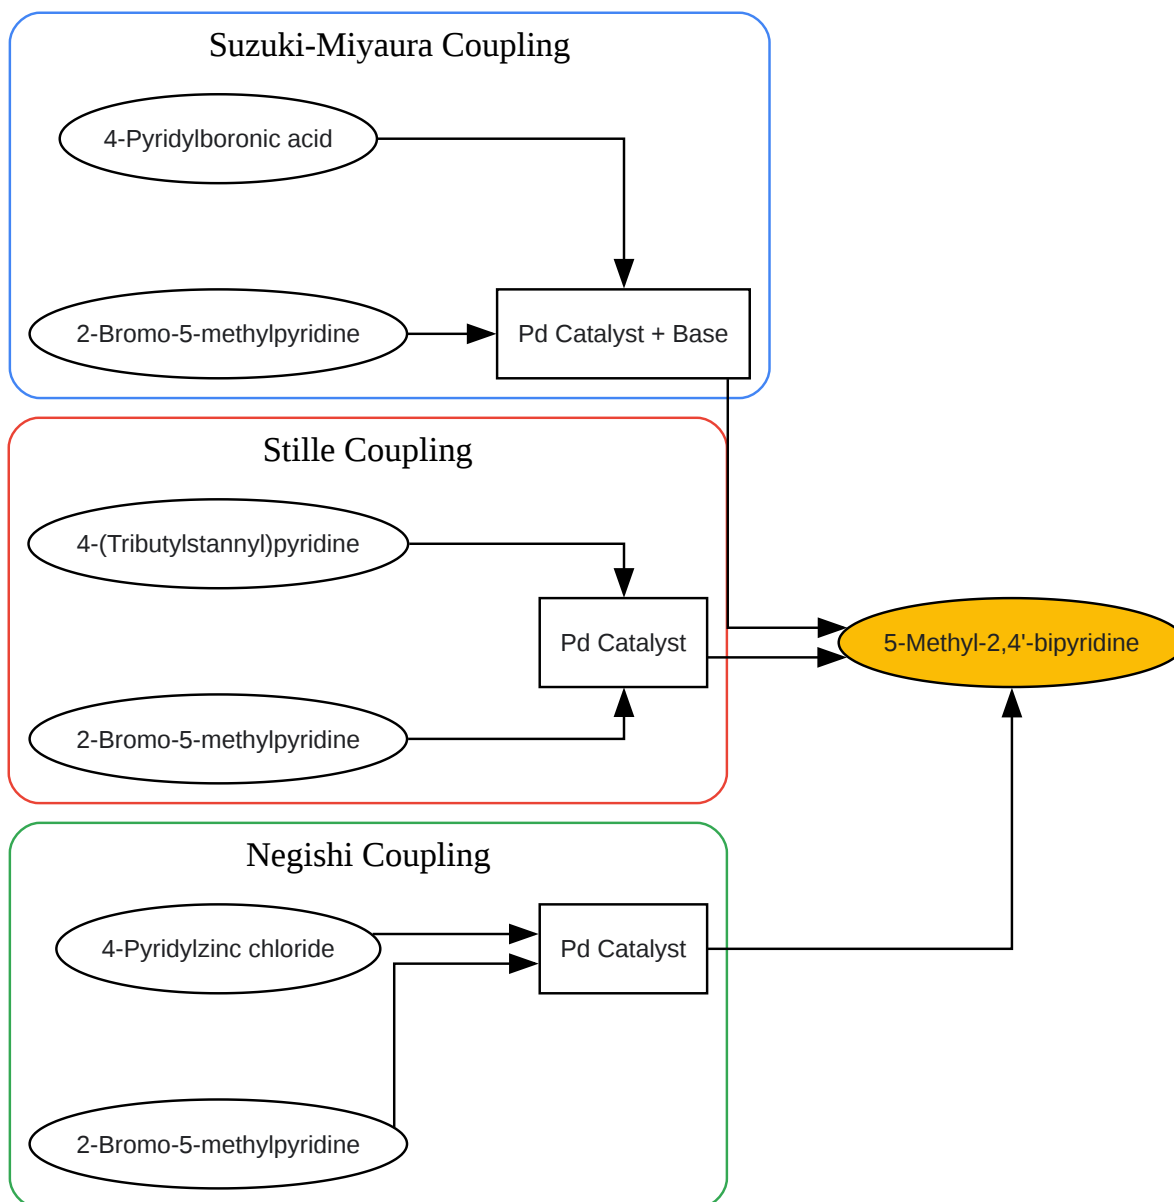 Suzuki-Miyaura Coupling
4-Pyridylboronic acid
2-Bromo-5-methylpyridine
Pd Catalyst + Base
Stille Coupling
4-(Tributylstannyl)pyridine
Pd Catalyst
5-Methyl-2,4'-bipyridine
2-Bromo-5-methylpyridine
Negishi Coupling
4-Pyridylzinc chloride
Pd Catalyst
2-Bromo-5-methylpyridine